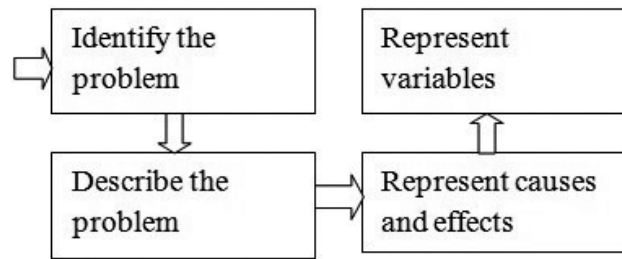 Identify the
problem
Describe the
problem
Represent causes
and effects
Represent
variables